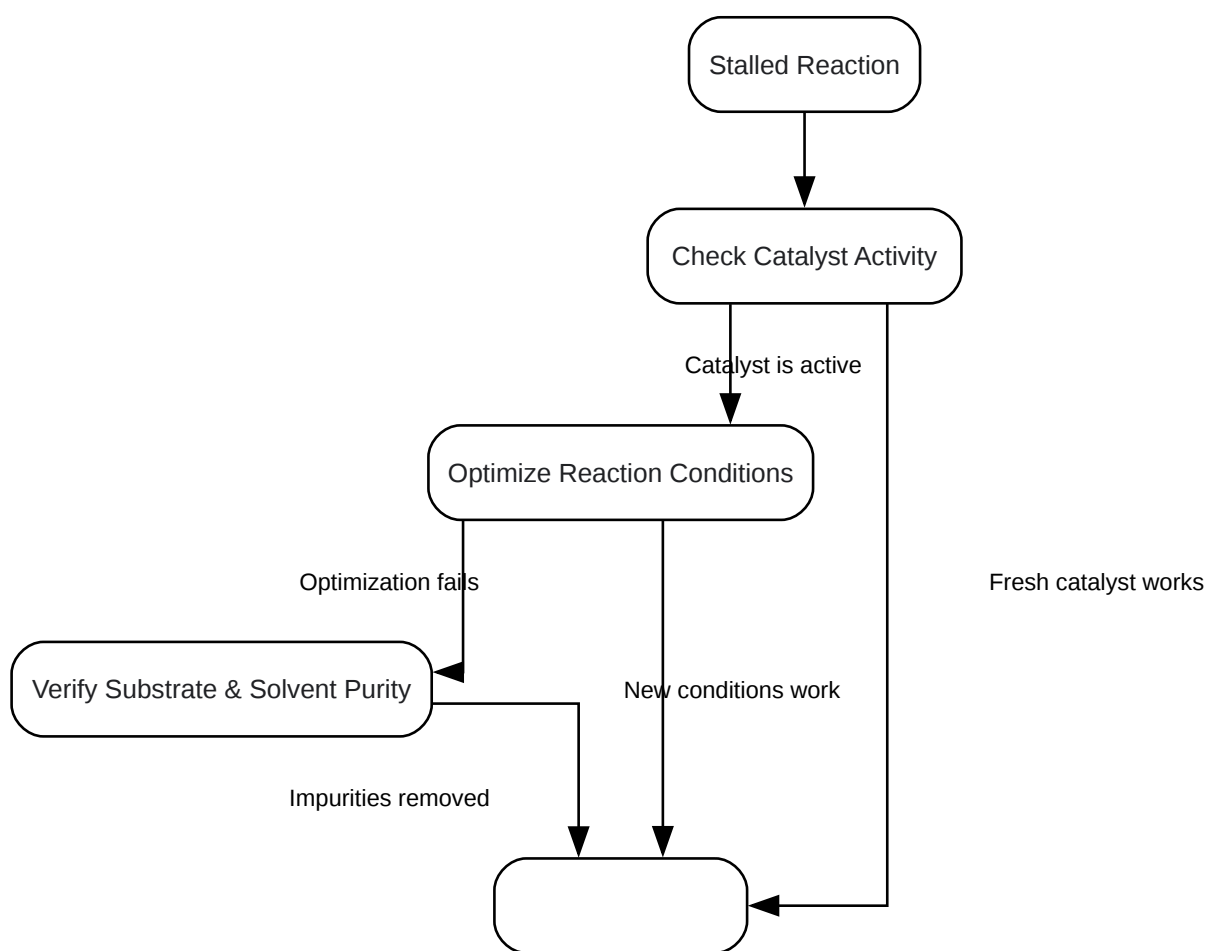 Stalled Reaction
Check Catalyst Activity
Catalyst is active
Optimize Reaction Conditions
Optimization fails
Fresh catalyst works
Verify Substrate & Solvent Purity
New conditions work
Impurities removed